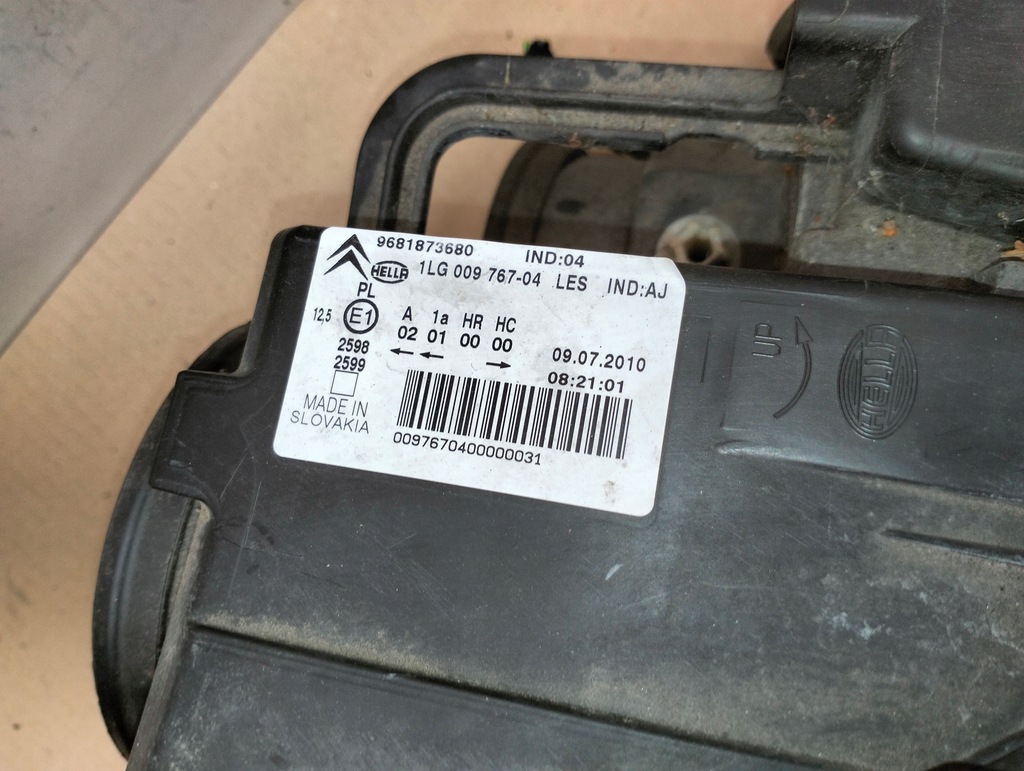 9681873680 IND:04
HELLA 1LG 009 767-04 LES IND:AJ
PL
12,5 E1 A 1a HR HC
02 01 00 00 09.07.2010
2598
2599 08:21:01
MADE IN
SLOVAKIA
00976704000000031
UP
HELLA